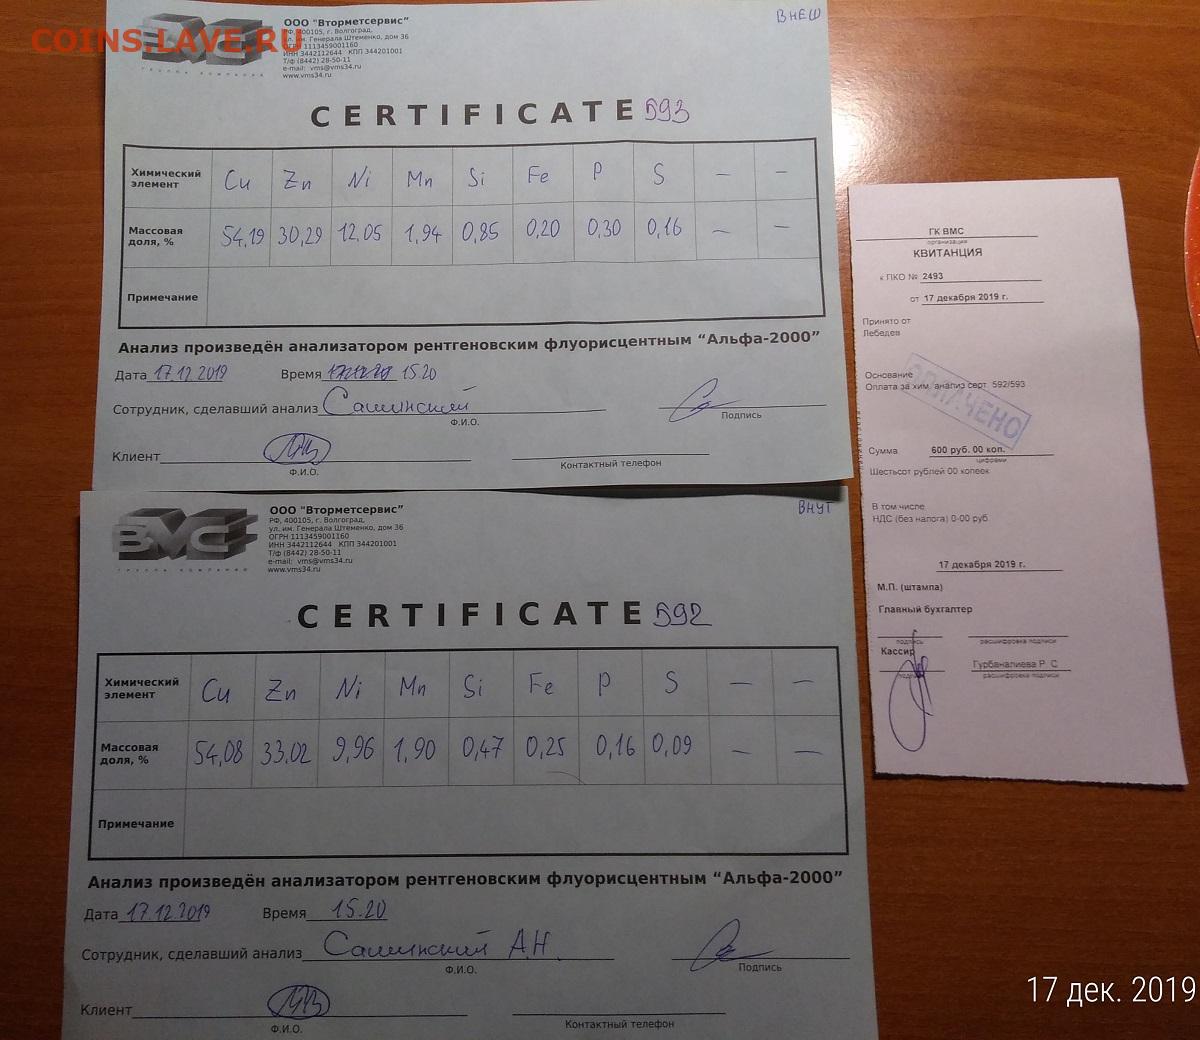 COINS.LAVE.RU
ВМС
ГРУППА КОМПАНИЙ
ООО "Вторметсервис"
РФ, 400105, г. Волгоград,
ул. им. Генерала Штеменко, дом 36
ОГРН 1113459001160
ИНН 3442112644 КПП 344201001
Т/ф (8442) 28-50-11
e-mail: vms@vms34.ru
www.vms34.ru
ВНЕШ
CERTIFICATE 593
Химический элемент Cu Zn Ni Mn Si Fe P S — —
Массовая доля, % 54,19 30,29 12,05 1,94 0,85 0,20 0,30 0,16 — —
Примечание
Анализ произведён анализатором рентгеновским флуорисцентным “Альфа-2000”
Дата 17.12.2019 Время 15.20
Сотрудник, сделавший анализ Сашинский
Ф.И.О.
Подпись
Клиент
Ф.И.О.
Контактный телефон
ВМС
ГРУППА КОМПАНИЙ
ООО "Вторметсервис"
РФ, 400105, г. Волгоград,
ул. им. Генерала Штеменко, дом 36
ОГРН 1113459001160
ИНН 3442112644 КПП 344201001
Т/ф (8442) 28-50-11
e-mail: vms@vms34.ru
www.vms34.ru
ВНУТ
CERTIFICATE 592
Химический элемент Cu Zn Ni Mn Si Fe P S — —
Массовая доля, % 54,08 33,02 9,96 1,90 0,47 0,25 0,16 0,09 — —
Примечание
Анализ произведён анализатором рентгеновским флуорисцентным “Альфа-2000”
Дата 17.12.2019 Время 15.20
Сотрудник, сделавший анализ Сашинский А.Н.
Ф.И.О.
Подпись
Клиент
Ф.И.О.
Контактный телефон
ГК ВМС
организация
КВИТАНЦИЯ
к ПКО № 2493
от 17 декабря 2019 г.
Принято от
Лебедев
Основание
Оплата за хим. анализ серт. 592/593
ОПЛАЧЕНО
Сумма 600 руб. 00 коп.
цифрами
Шестьсот рублей 00 копеек
В том числе
НДС (без налога) 0-00 руб.
17 декабря 2019 г.
М.П. (штампа)
Главный бухгалтер
подпись расшифровка подписи
Кассир
Гурбаналиева Р. С
подпись расшифровка подписи
17 дек. 2019